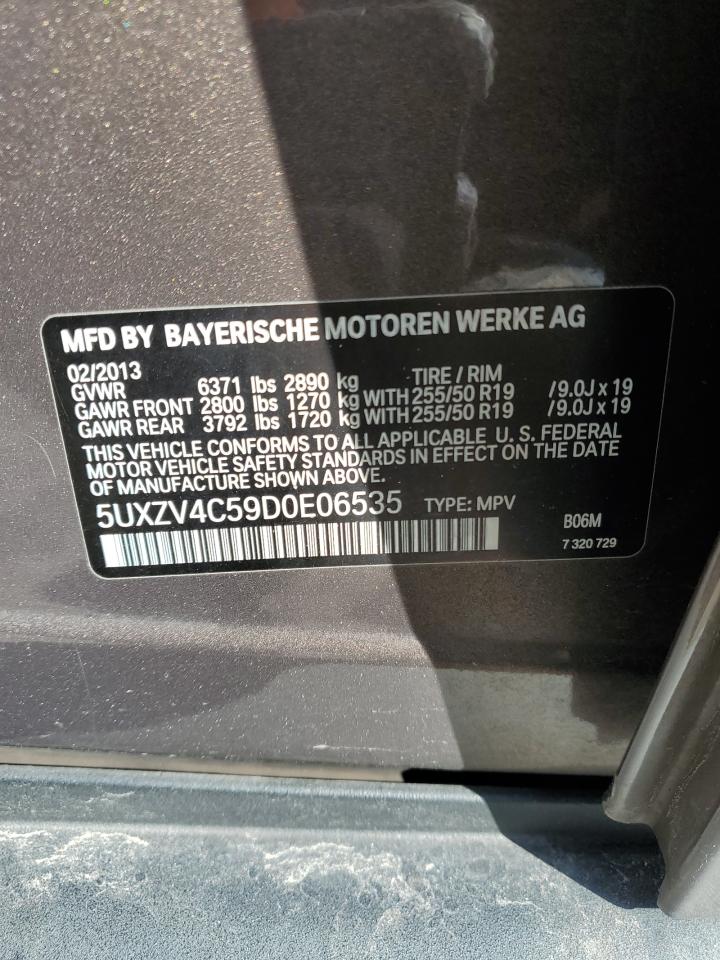 MFD BY BAYERISCHE MOTOREN WERKE AG
02/2013 TIRE / RIM
GVWR 6371 lbs 2890 kg
GAWR FRONT 2800 lbs 1270 kg WITH 255/50 R19 /9.0J x 19
GAWR REAR 3792 lbs 1720 kg WITH 255/50 R19 /9.0J x 19
THIS VEHICLE CONFORMS TO ALL APPLICABLE U. S. FEDERAL
MOTOR VEHICLE SAFETY STANDARDS IN EFFECT ON THE DATE
OF MANUFACTURE SHOWN ABOVE.
5UXZV4C59D0E06535 TYPE: MPV
B06M
7 320 729